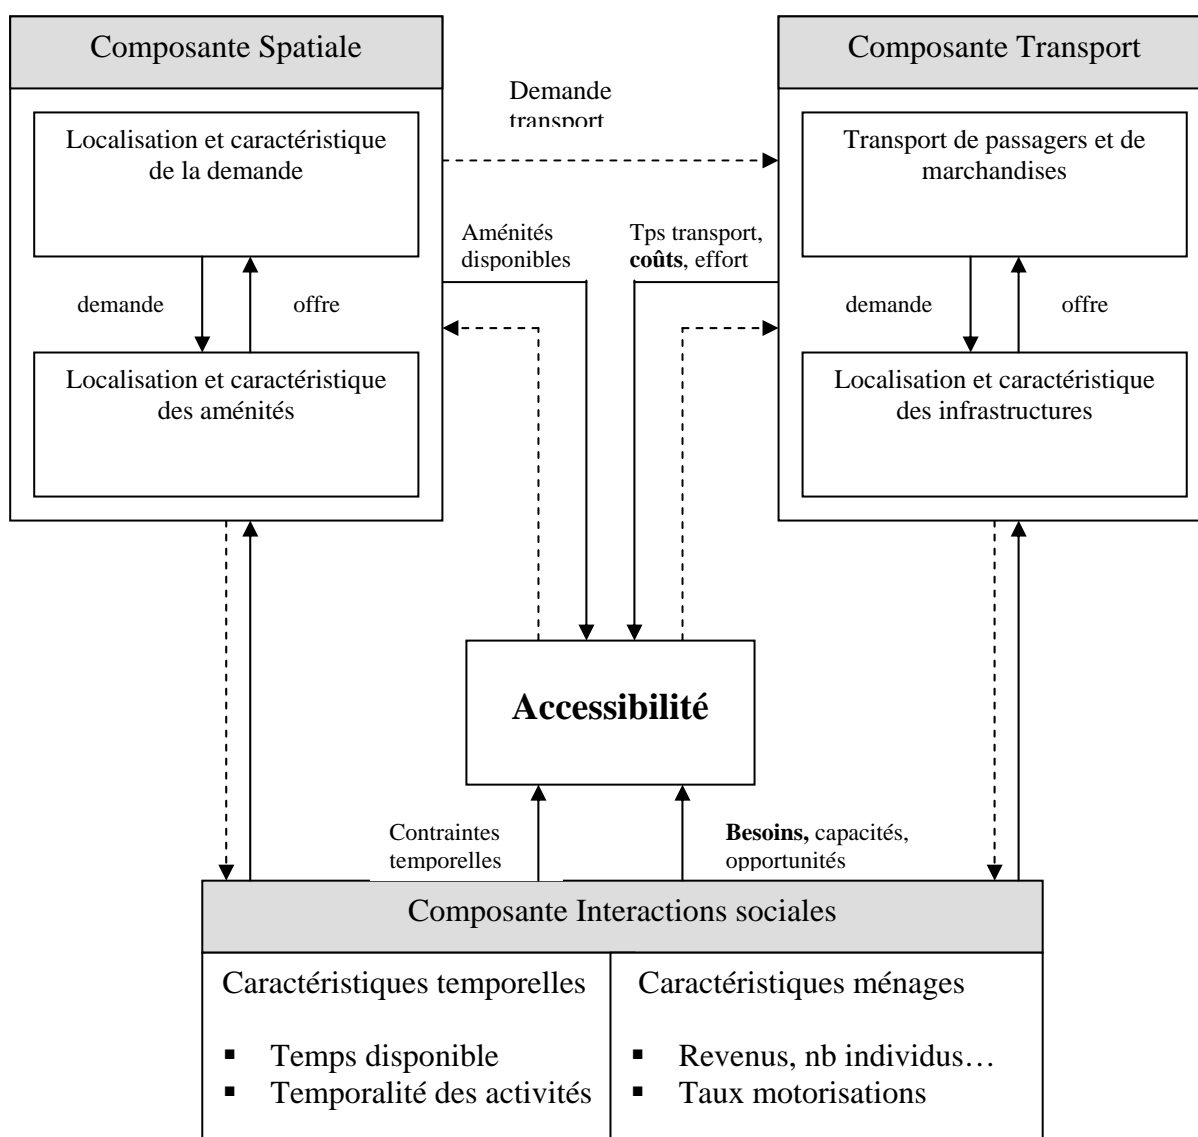 Composante Spatiale
Composante Transport
Demande
transport
Localisation et caractéristique
de la demande
Transport de passagers et de
marchandises
Aménités
disponibles
Tps transport,
coûts, effort
demande
offre
demande
offre
Localisation et caractéristique
des aménités
Localisation et caractéristique
des infrastructures
Accessibilité
Contraintes
temporelles
Besoins, capacités,
opportunités
Composante Interactions sociales
Caractéristiques temporelles
▪ Temps disponible
▪ Temporalité des activités
Caractéristiques ménages
▪ Revenus, nb individus…
▪ Taux motorisations